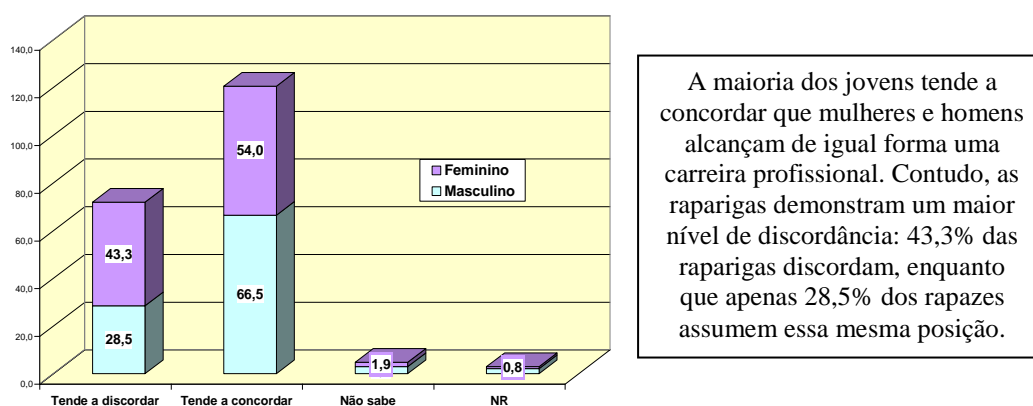 140,0
120,0
100,0
80,0
60,0
40,0
20,0
0,0
43,3
28,5
54,0
66,5
1,9
0,8
Feminino
Masculino
Tende a discordar
Tende a concordar
Não sabe
NR
A maioria dos jovens tende a
concordar que mulheres e homens
alcançam de igual forma uma
carreira profissional. Contudo, as
raparigas demonstram um maior
nível de discordância: 43,3% das
raparigas discordam, enquanto
que apenas 28,5% dos rapazes
assumem essa mesma posição.